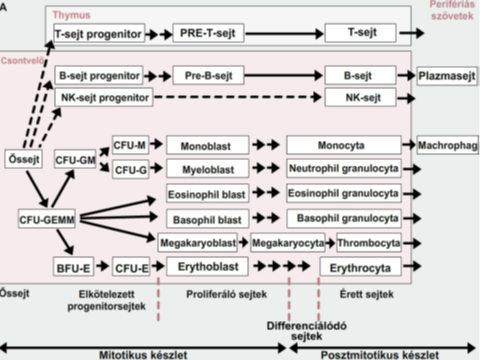 A
Thymus
Perifériás
szövetek
T-sejt progenitor
PRE-T-sejt
T-sejt
Csontvelő
B-sejt progenitor
Pre-B-sejt
B-sejt
Plazmasejt
NK-sejt progenitor
NK-sejt
Őssejt
CFU-GM
CFU-M
Monoblast
Monocyta
Machrophag
CFU-G
Myeloblast
Neutrophil granulocyta
Eosinophil blast
Eosinophil granulocyta
CFU-GEMM
Basophil blast
Basophil granulocyta
Megakaryoblast
Megakaryocyta
Thrombocyta
BFU-E
CFU-E
Erythoblast
Erythrocyta
Őssejt
Elkötelezett
progenitorsejtek
Proliferáló sejtek
Érett sejtek
Differenciálódó
sejtek
Mitotikus készlet
Posztmitotikus készlet